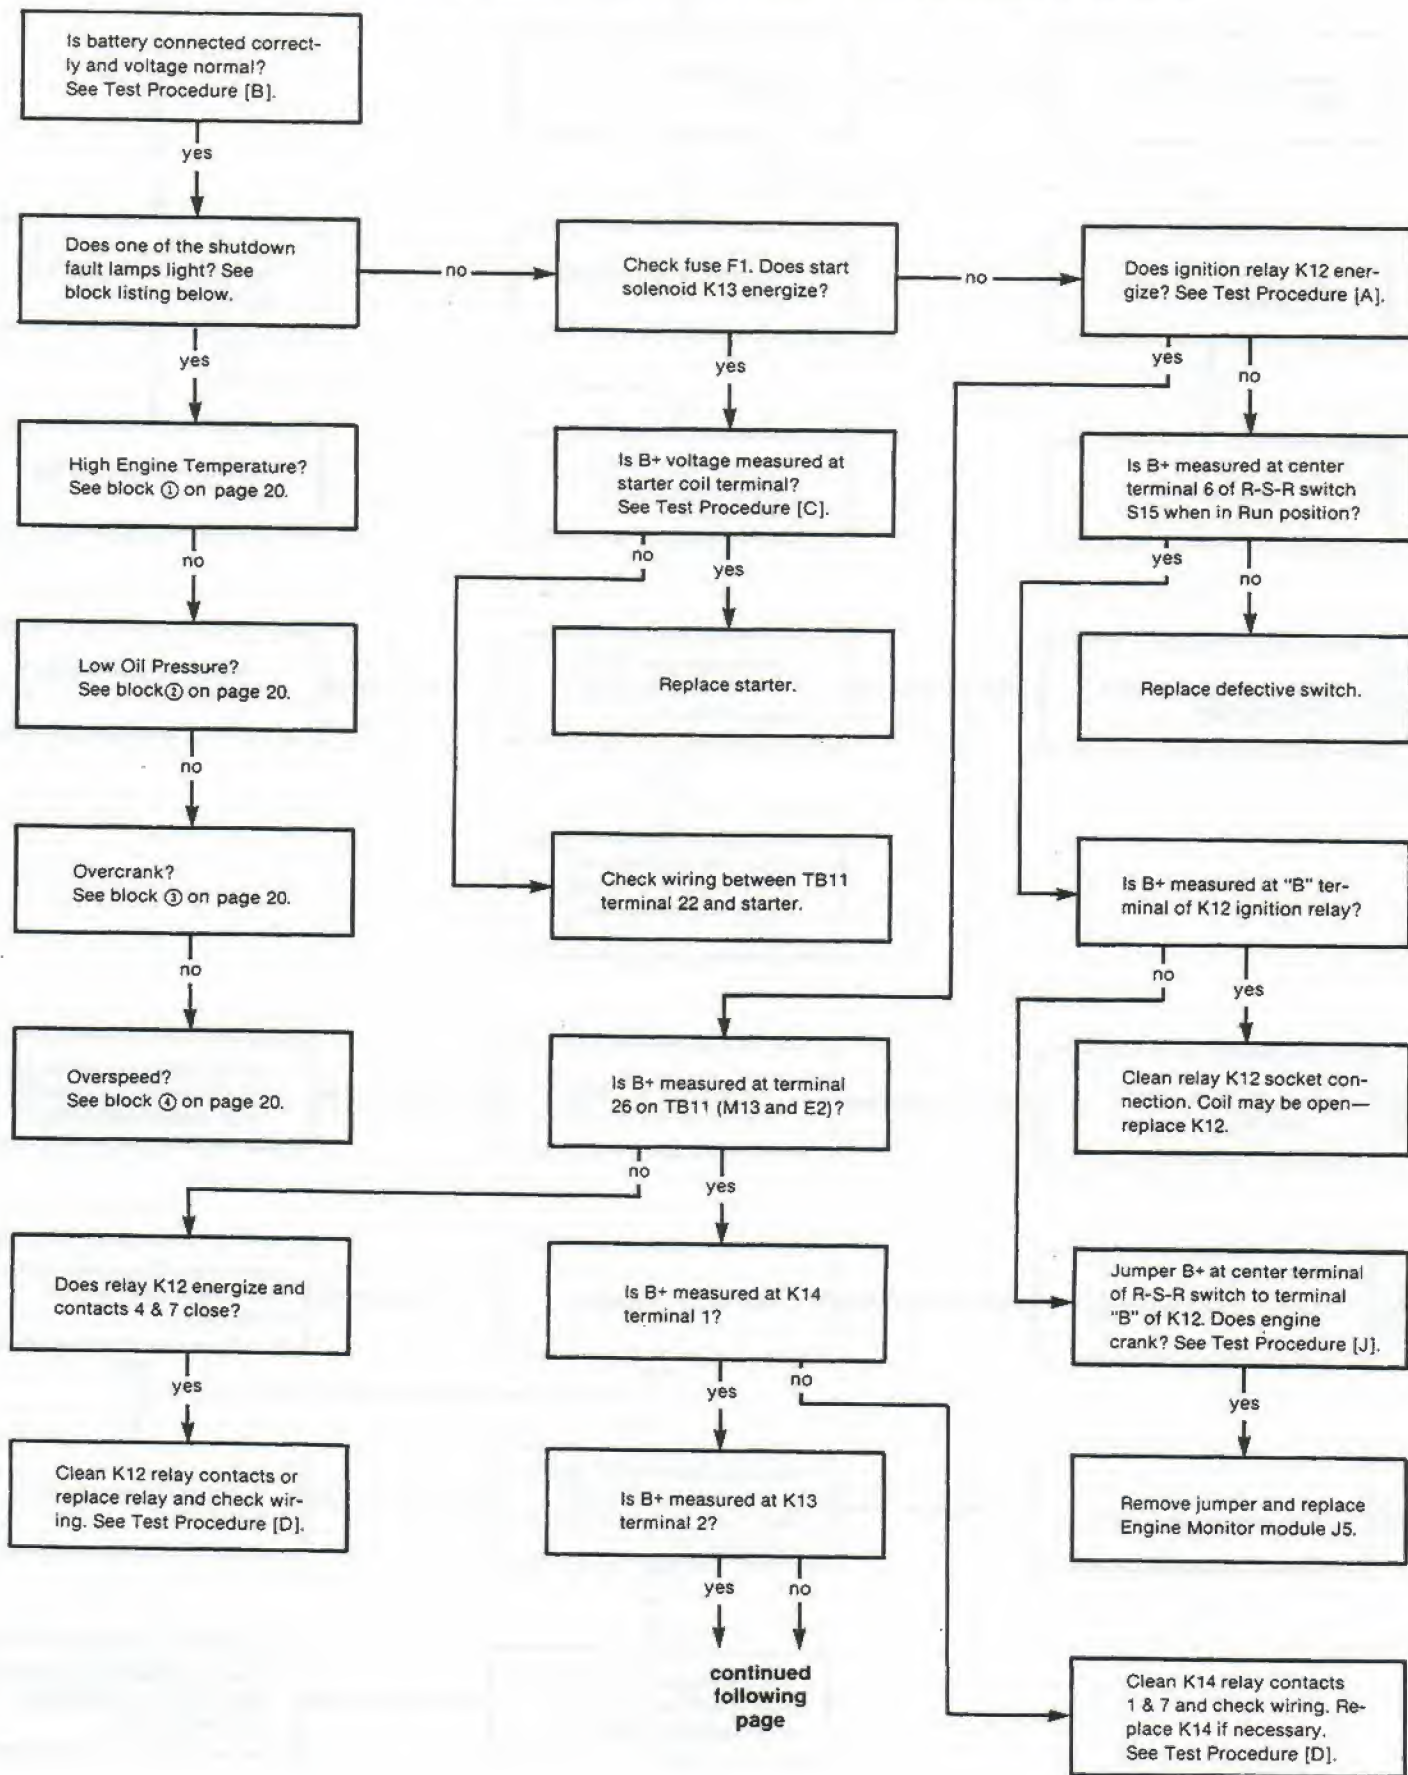 Is battery connected correct-
ly and voltage normal?
See Test Procedure [B].
yes
Does one of the shutdown
fault lamps light? See
block listing below.
no
Check fuse F1. Does start
solenoid K13 energize?
no
Does ignition relay K12 ener-
gize? See Test Procedure [A].
yes
yes
yes
no
High Engine Temperature?
See block ① on page 20.
Is B+ voltage measured at
starter coil terminal?
See Test Procedure [C].
Is B+ measured at center
terminal 6 of R-S-R switch
S15 when in Run position?
no
no
yes
yes
no
Low Oil Pressure?
See block ② on page 20.
Replace starter.
Replace defective switch.
no
Overcrank?
See block ③ on page 20.
Check wiring between TB11
terminal 22 and starter.
Is B+ measured at "B" ter-
minal of K12 ignition relay?
no
no
yes
Overspeed?
See block ④ on page 20.
Is B+ measured at terminal
26 on TB11 (M13 and E2)?
Clean relay K12 socket con-
nection. Coil may be open—
replace K12.
no
yes
Does relay K12 energize and
contacts 4 & 7 close?
Is B+ measured at K14
terminal 1?
Jumper B+ at center terminal
of R-S-R switch to terminal
"B" of K12. Does engine
crank? See Test Procedure [J].
yes
yes
no
yes
Clean K12 relay contacts or
replace relay and check wir-
ing. See Test Procedure [D].
Is B+ measured at K13
terminal 2?
Remove jumper and replace
Engine Monitor module J5.
yes
no
continued
following
page
Clean K14 relay contacts
1 & 7 and check wiring. Re-
place K14 if necessary.
See Test Procedure [D].